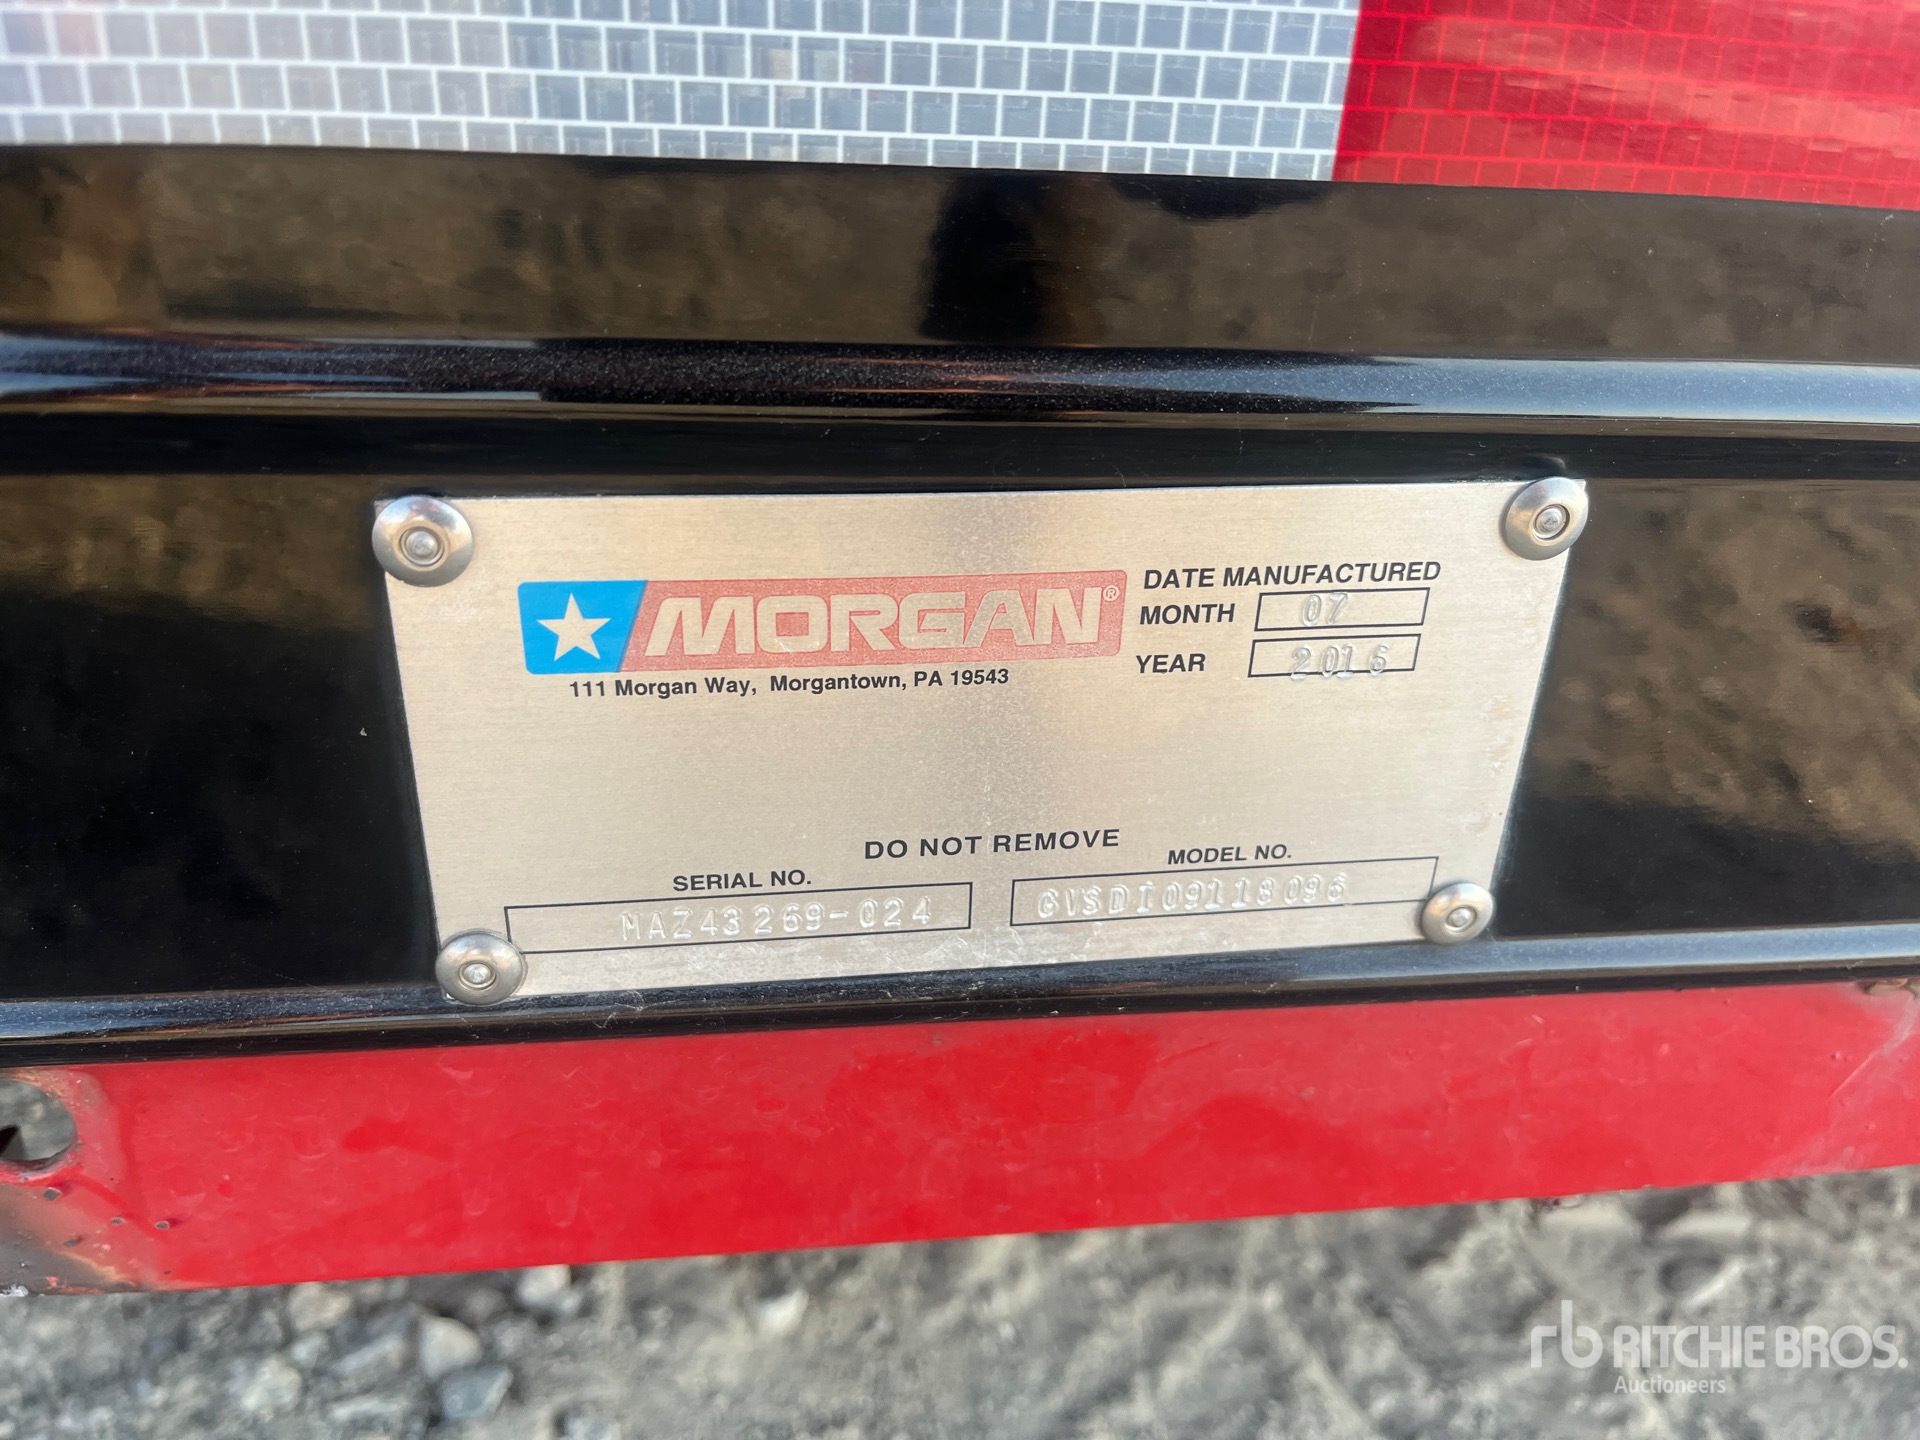 MORGAN®
111 Morgan Way, Morgantown, PA 19543
DATE MANUFACTURED
MONTH 07
YEAR 2016
DO NOT REMOVE
SERIAL NO.
MAZ43269-024
MODEL NO.
GVSDI09118096
rb RITCHIE BROS.
Auctioneers